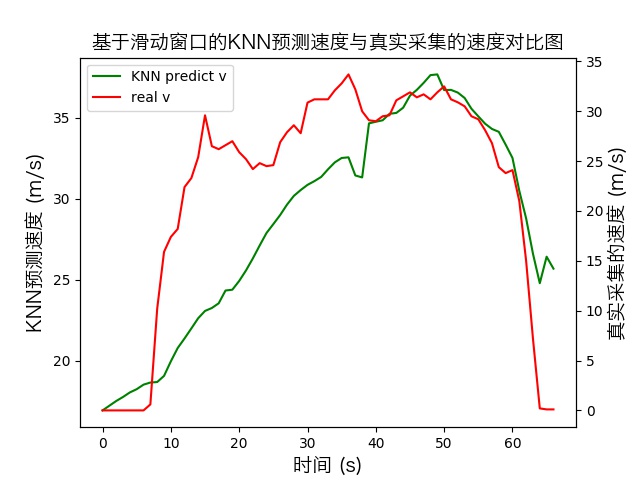 基于滑动窗口的KNN预测速度与真实采集的速度对比图
KNN predict v
real v
KNN预测速度 (m/s)
35
30
25
20
真实采集的速度 (m/s)
35
30
25
20
15
10
5
0
0 10 20 30 40 50 60
时间 (s)